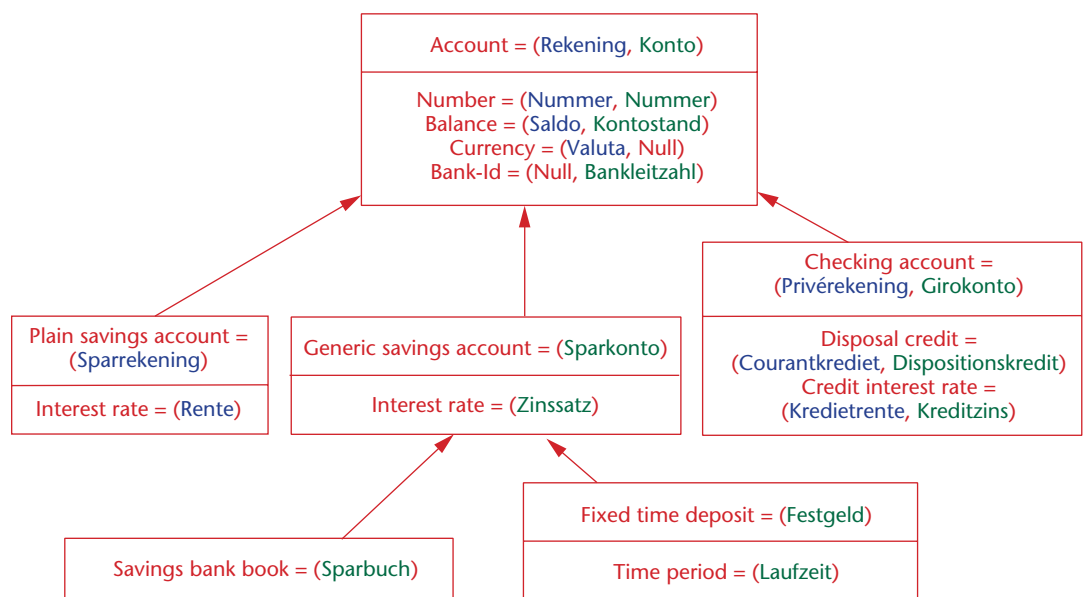 Account = (Rekening, Konto)
Number = (Nummer, Nummer)
Balance = (Saldo, Kontostand)
Currency = (Valuta, Null)
Bank-Id = (Null, Bankleitzahl)
Checking account =
(Privérekening, Girokonto)
Disposal credit =
(Courantkrediet, Dispositionskredit)
Credit interest rate =
(Kredietrente, Kreditzins)
Plain savings account =
(Sparrekening)
Interest rate = (Rente)
Generic savings account = (Sparkonto)
Interest rate = (Zinssatz)
Fixed time deposit = (Festgeld)
Time period = (Laufzeit)
Savings bank book = (Sparbuch)